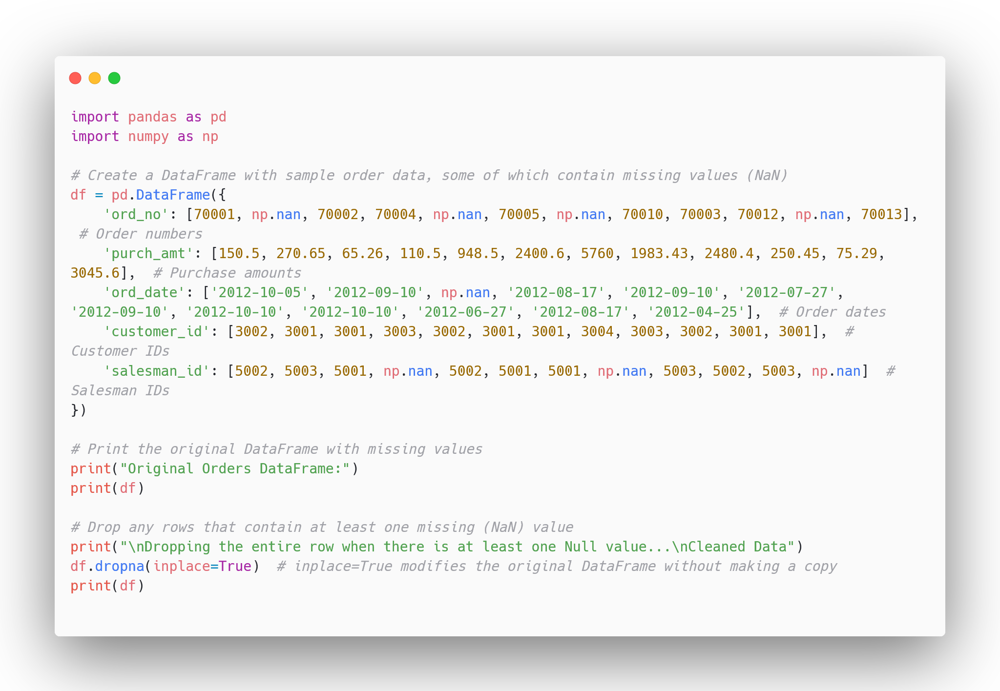 import pandas as pd
import numpy as np

# Create a DataFrame with sample order data, some of which contain missing values (NaN)
df = pd.DataFrame({
    'ord_no': [70001, np.nan, 70002, 70004, np.nan, 70005, np.nan, 70010, 70003, 70012, np.nan, 70013],
 # Order numbers
    'purch_amt': [150.5, 270.65, 65.26, 110.5, 948.5, 2400.6, 5760, 1983.43, 2480.4, 250.45, 75.29,
3045.6],  # Purchase amounts
    'ord_date': ['2012-10-05', '2012-09-10', np.nan, '2012-08-17', '2012-09-10', '2012-07-27',
'2012-09-10', '2012-10-10', '2012-10-10', '2012-06-27', '2012-08-17', '2012-04-25'],  # Order dates
    'customer_id': [3002, 3001, 3001, 3003, 3002, 3001, 3001, 3004, 3003, 3002, 3001, 3001],  #
Customer IDs
    'salesman_id': [5002, 5003, 5001, np.nan, 5002, 5001, 5001, np.nan, 5003, 5002, 5003, np.nan]  #
Salesman IDs
})

# Print the original DataFrame with missing values
print("Original Orders DataFrame:")
print(df)

# Drop any rows that contain at least one missing (NaN) value
print("\nDropping the entire row when there is at least one Null value...\nCleaned Data")
df.dropna(inplace=True)  # inplace=True modifies the original DataFrame without making a copy
print(df)